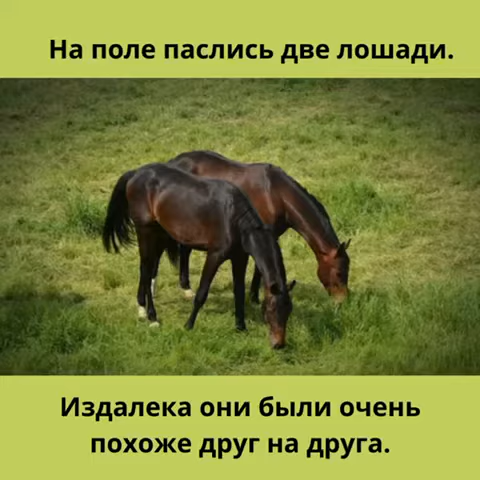 На поле паслись две лошади.
Издалека они были очень
похоже друг на друга.